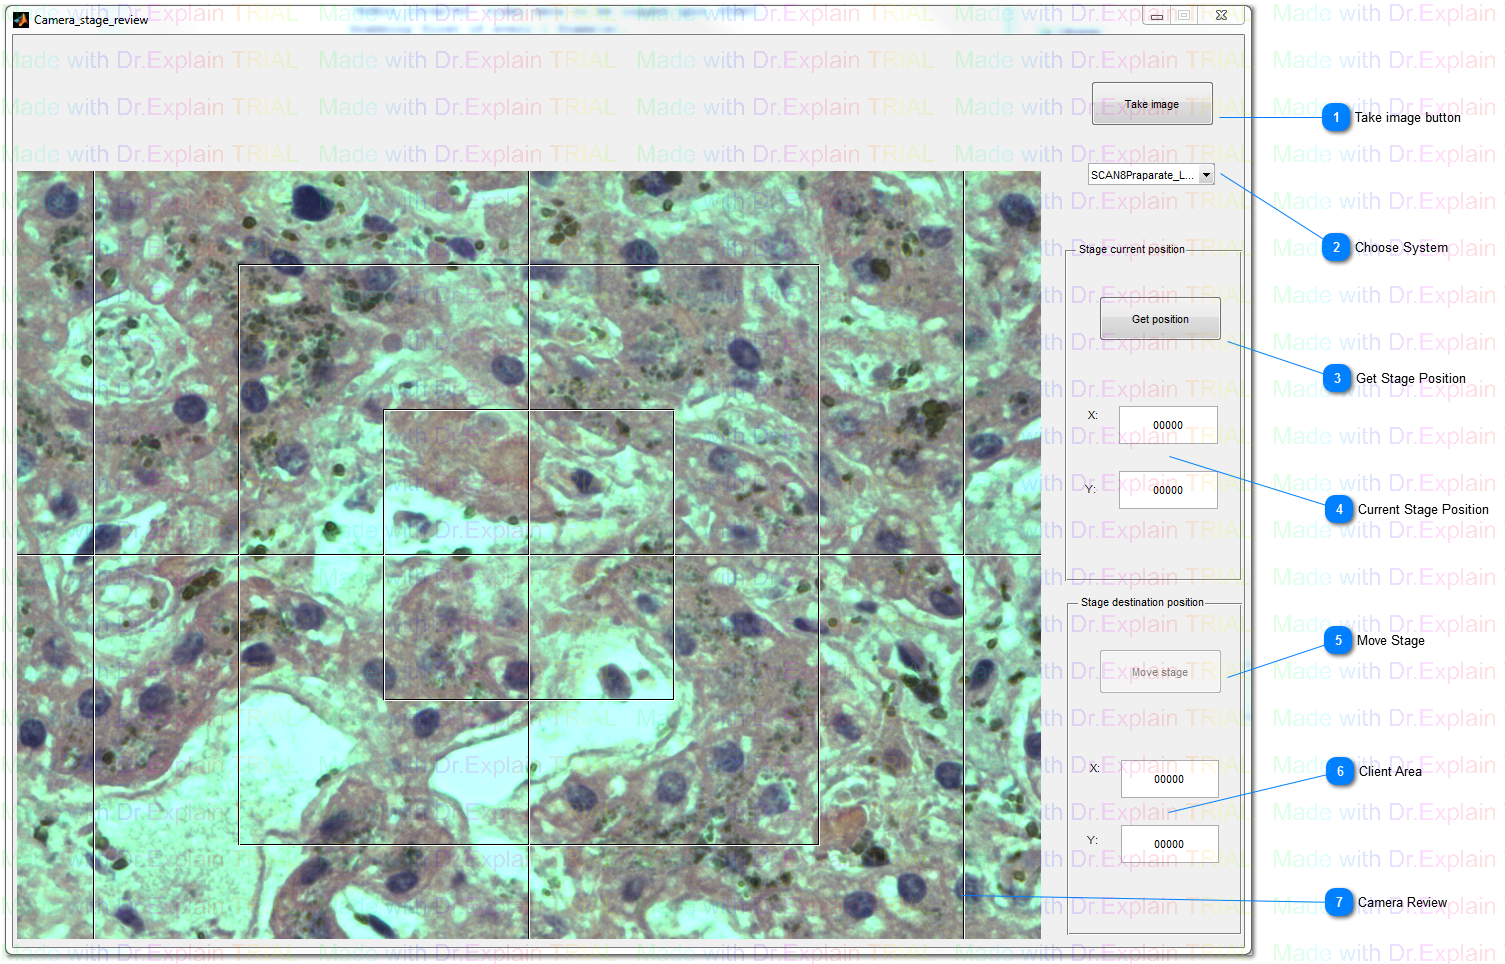 Camera_stage_review
Take image
1 Take image button
SCAN8Praparate_L...
2 Choose System
Stage current position
Get position
3 Get Stage Position
X:
00000
Y:
00000
4 Current Stage Position
Stage destination position
Move stage
5 Move Stage
X:
00000
6 Client Area
Y:
00000
7 Camera Review
Made with Dr.Explain TRIAL